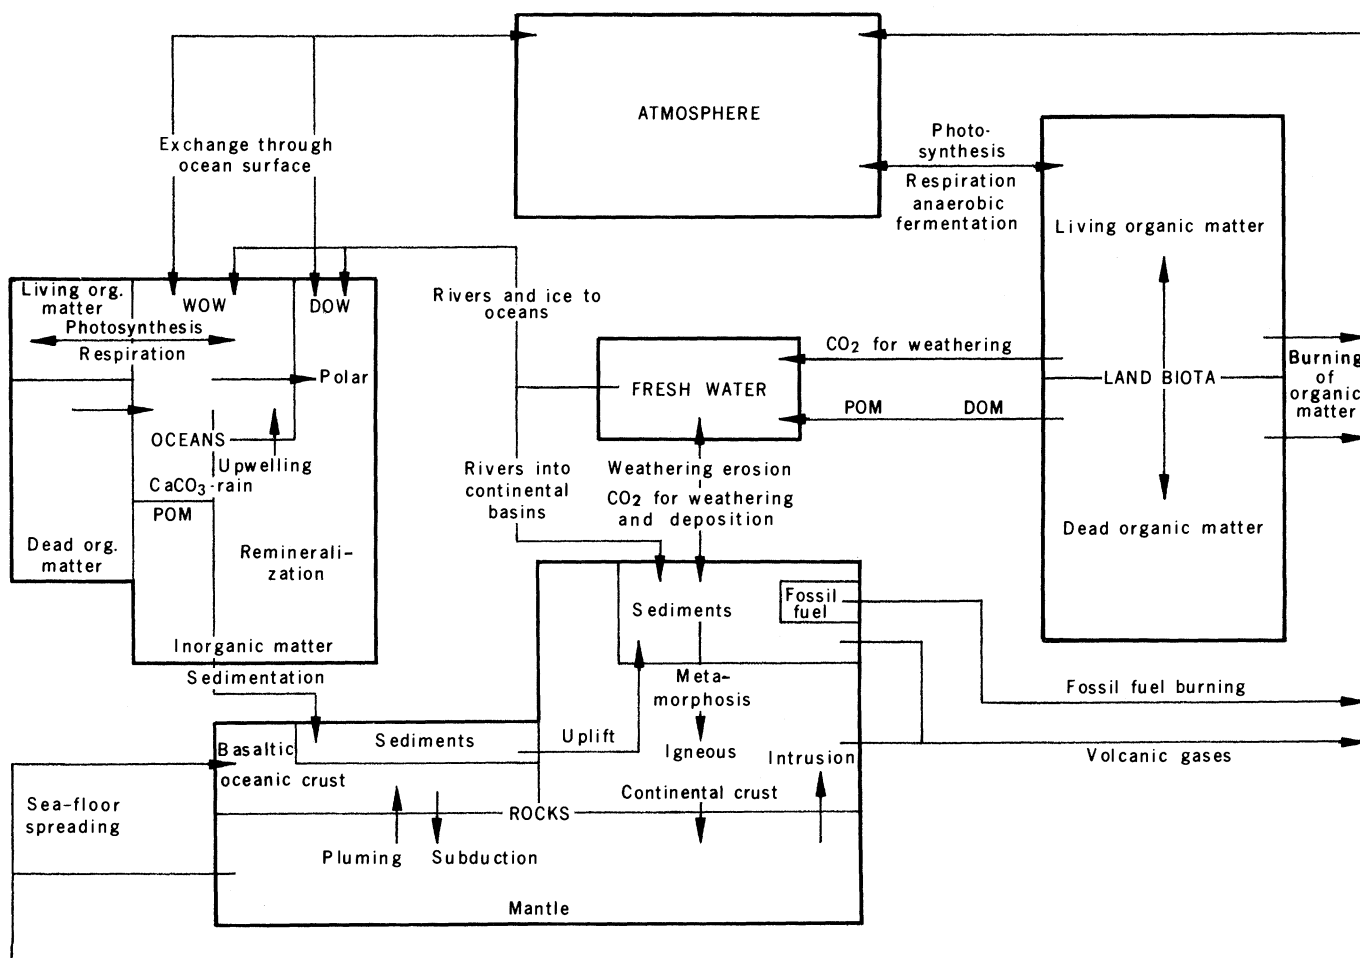 ATMOSPHERE
Exchange through
ocean surface
Photo-
synthesis
Respiration
anaerobic
fermentation
Living organic matter
LAND BIOTA
Dead organic matter
Burning
of
organic
matter
Living org.
matter
WOW
DOW
Photosynthesis
Respiration
Polar
OCEANS
Upwelling
CaCO3-rain
POM
Dead org.
matter
Reminerali-
zation
Inorganic matter
Sedimentation
Rivers and ice to
oceans
FRESH WATER
CO2 for weathering
POM DOM
Rivers into
continental
basins
Weathering erosion
CO2 for weathering
and deposition
Sediments
Fossil
fuel
Meta-
morphosis
Igneous
Intrusion
Continental crust
Uplift
Sediments
Basaltic
oceanic crust
ROCKS
Pluming
Subduction
Mantle
Sea-floor
spreading
Fossil fuel burning
Volcanic gases